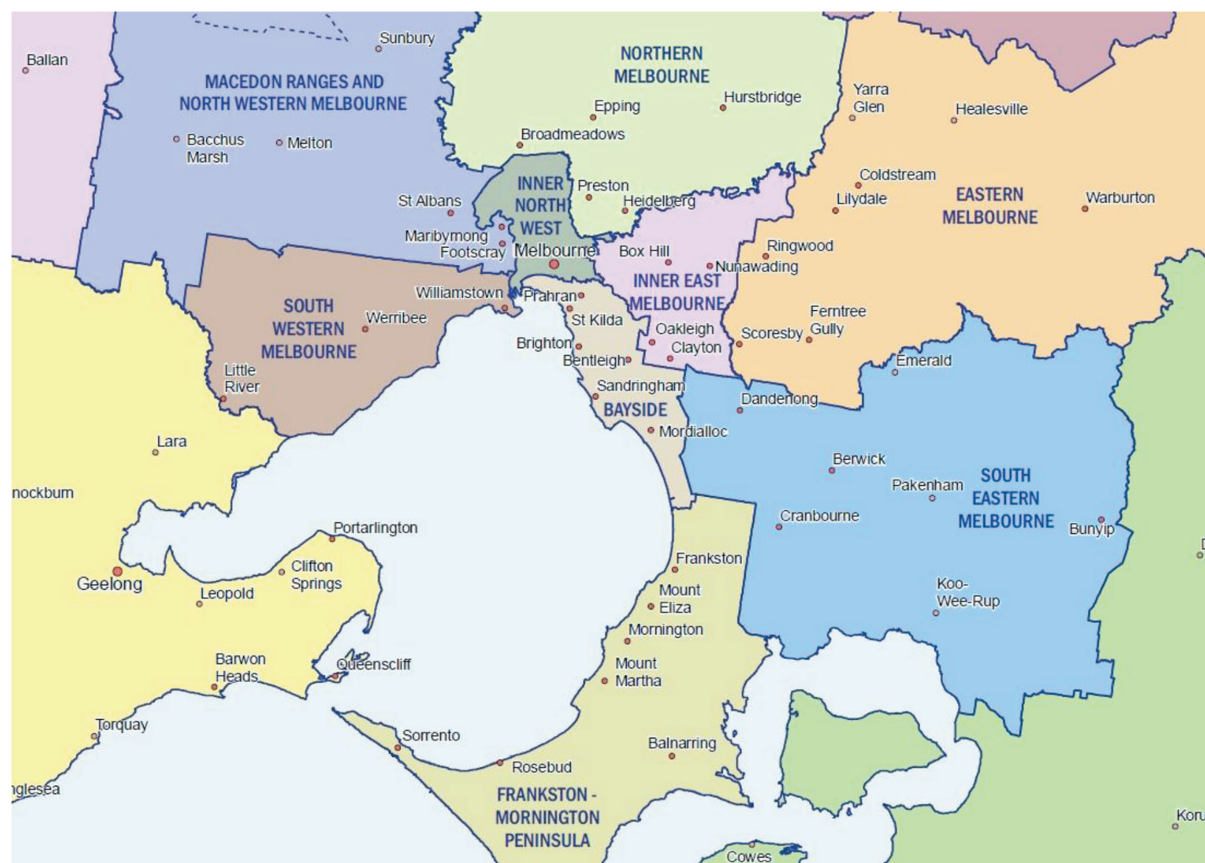 Sunbury
Ballan
MACEDON RANGES AND
NORTH WESTERN MELBOURNE
NORTHERN
MELBOURNE
Epping
Hurstbridge
Broadmeadows
Yarra
Glen
Healesville
Bacchus
Marsh
Melton
INNER
NORTH
WEST
Preston
Heidelberg
St Albans
Maribyrnong
Footscray
Melbourne
Coldstream
Lilydale
EASTERN
MELBOURNE
Warburton
Box Hill
Nunawading
Ringwood
INNER EAST
MELBOURNE
SOUTH
WESTERN
MELBOURNE
Werribee
Williamstown
Prahran
St Kilda
Brighton
Bentleigh
Oakleigh
Clayton
Scoresby
Ferntree
Gully
Emerald
Little
River
Sandringham
BAYSIDE
Mordialloc
Dandenong
Lara
Berwick
Pakenham
SOUTH
EASTERN
MELBOURNE
Cranbourne
Bunyip
nockburn
Portarlington
Geelong
Leopold
Clifton
Springs
Frankston
Mount
Eliza
Mornington
Mount
Martha
Koo-
Wee-Rup
Barwon
Heads
Queenscliff
Torquay
Sorrento
Rosebud
Balnarring
nglesea
FRANKSTON -
MORNINGTON
PENINSULA
Cowes
Koru